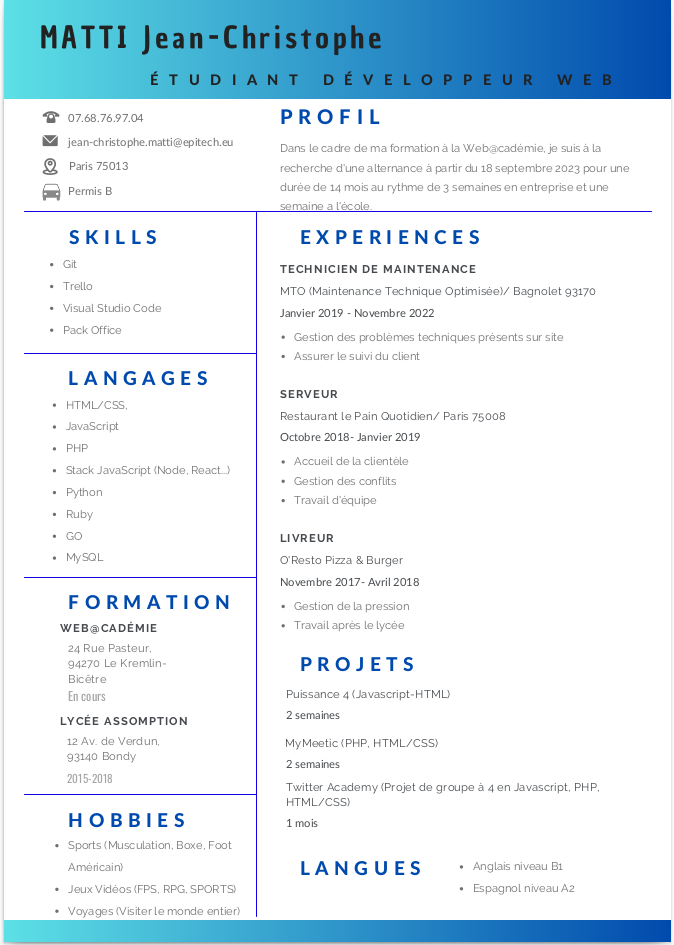 MATTI Jean-Christophe
ÉTUDIANT DÉVELOPPEUR WEB
07.68.76.97.04
jean-christophe.matti@epitech.eu
Paris 75013
Permis B
PROFIL
Dans le cadre de ma formation à la Web@cadémie, je suis à la
recherche d'une alternance à partir du 18 septembre 2023 pour une
durée de 14 mois au rythme de 3 semaines en entreprise et une
semaine a l'école.
SKILLS
• Git
• Trello
• Visual Studio Code
• Pack Office
LANGAGES
• HTML/CSS,
• JavaScript
• PHP
• Stack JavaScript (Node, React...)
• Python
• Ruby
• GO
• MySQL
FORMATION
WEB@CADÉMIE
24 Rue Pasteur,
94270 Le Kremlin-
Bicêtre
En cours
LYCÉE ASSOMPTION
12 Av. de Verdun,
93140 Bondy
2015-2018
HOBBIES
• Sports (Musculation, Boxe, Foot
Américain)
• Jeux Vidéos (FPS, RPG, SPORTS)
• Voyages (Visiter le monde entier)
EXPERIENCES
TECHNICIEN DE MAINTENANCE
MTO (Maintenance Technique Optimisée)/ Bagnolet 93170
Janvier 2019 - Novembre 2022
• Gestion des problèmes techniques présents sur site
• Assurer le suivi du client
SERVEUR
Restaurant le Pain Quotidien/ Paris 75008
Octobre 2018- Janvier 2019
• Accueil de la clientèle
• Gestion des conflits
• Travail d'équipe
LIVREUR
O'Resto Pizza & Burger
Novembre 2017- Avril 2018
• Gestion de la pression
• Travail après le lycée
PROJETS
Puissance 4 (Javascript-HTML)
2 semaines
MyMeetic (PHP, HTML/CSS)
2 semaines
Twitter Academy (Projet de groupe à 4 en Javascript, PHP,
HTML/CSS)
1 mois
LANGUES
• Anglais niveau B1
• Espagnol niveau A2